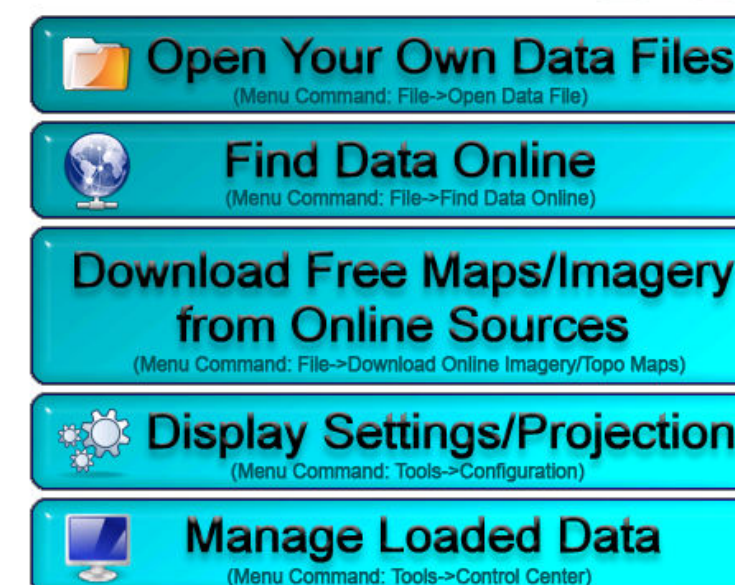 Open Your Own Data Files
(Menu Command: File->Open Data File)
Find Data Online
(Menu Command: File->Find Data Online)
Download Free Maps/Imagery
from Online Sources
(Menu Command: File->Download Online Imagery/Topo Maps)
Display Settings/Projection
(Menu Command: Tools->Configuration)
Manage Loaded Data
(Menu Command: Tools->Control Center)